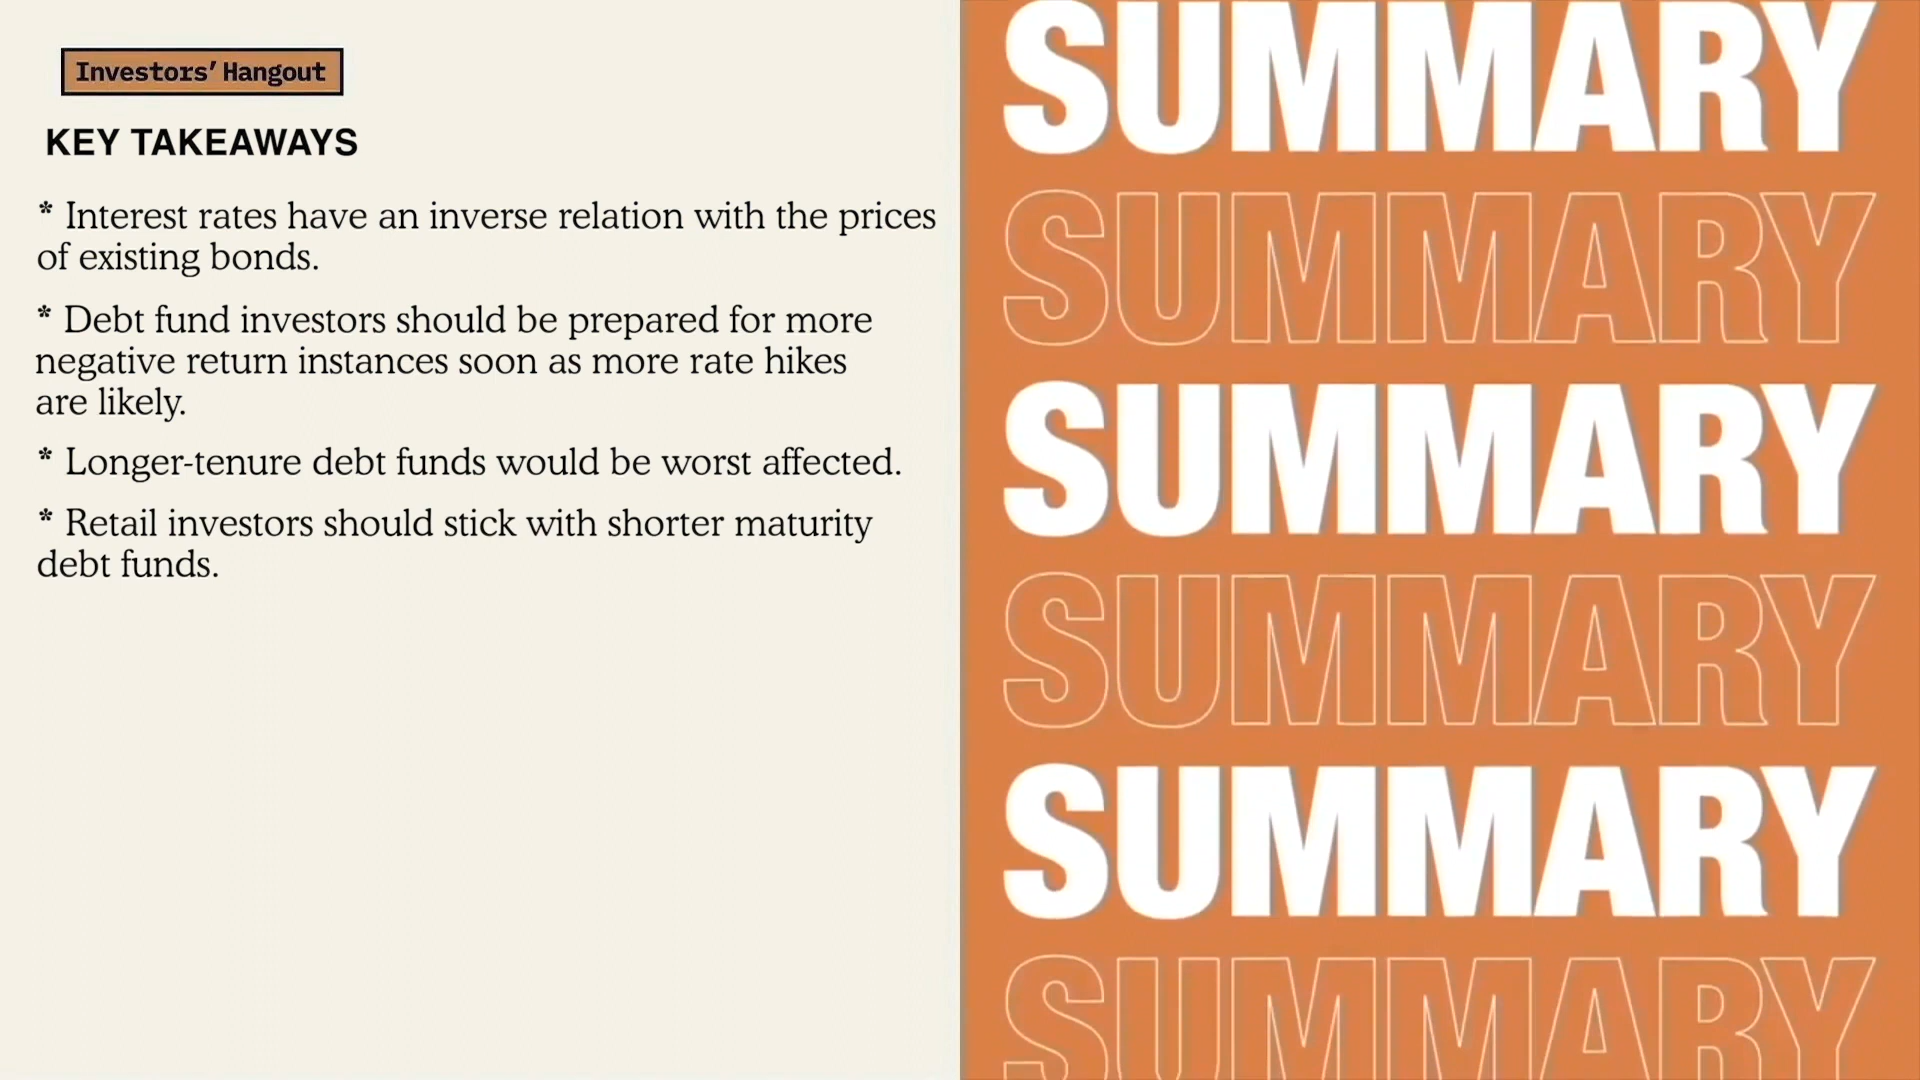 Investors' Hangout
KEY TAKEAWAYS
* Interest rates have an inverse relation with the prices
of existing bonds.
* Debt fund investors should be prepared for more
negative return instances soon as more rate hikes
are likely.
* Longer-tenure debt funds would be worst affected.
* Retail investors should stick with shorter maturity
debt funds.
SUMMARY
SUMMARY
SUMMARY
SUMMARY
SUMMARY
SUMMARY